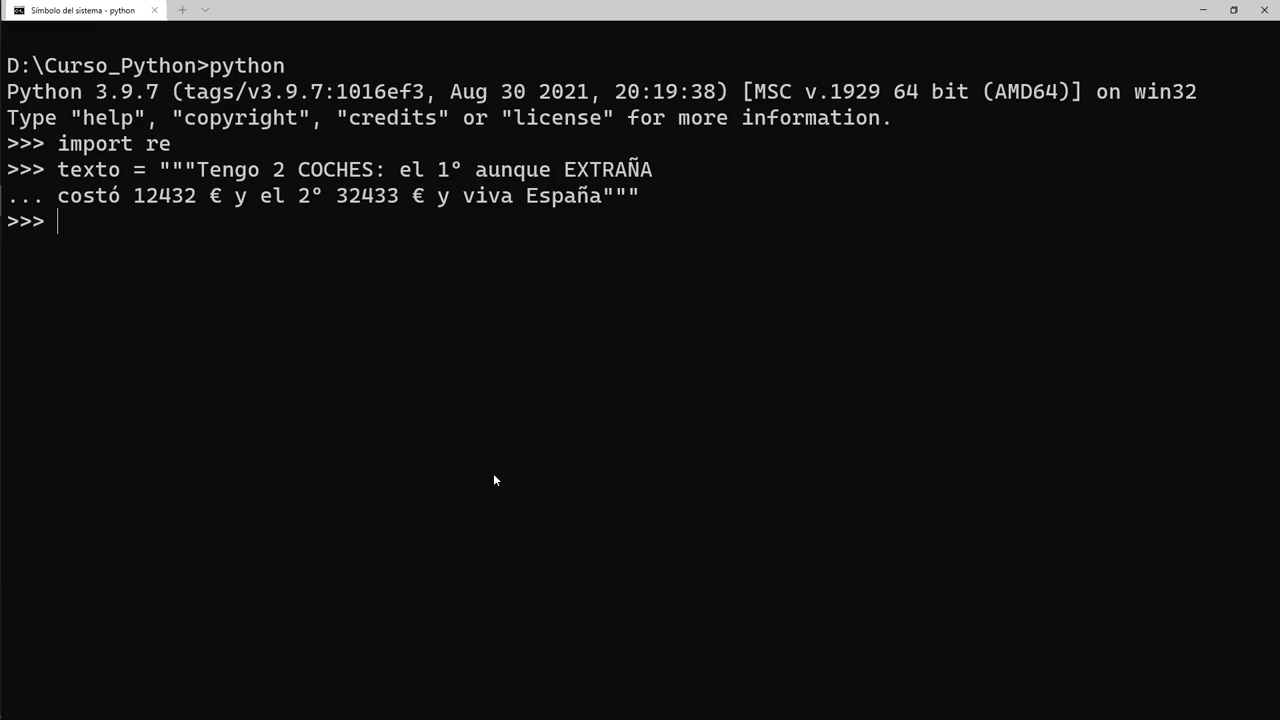 Símbolo del sistema - python
D:\Curso_Python>python
Python 3.9.7 (tags/v3.9.7:1016ef3, Aug 30 2021, 20:19:38) [MSC v.1929 64 bit (AMD64)] on win32
Type "help", "copyright", "credits" or "license" for more information.
>>> import re
>>> texto = """Tengo 2 COCHES: el 1º aunque EXTRAÑA
... costó 12432 € y el 2º 32433 € y viva España"""
>>>